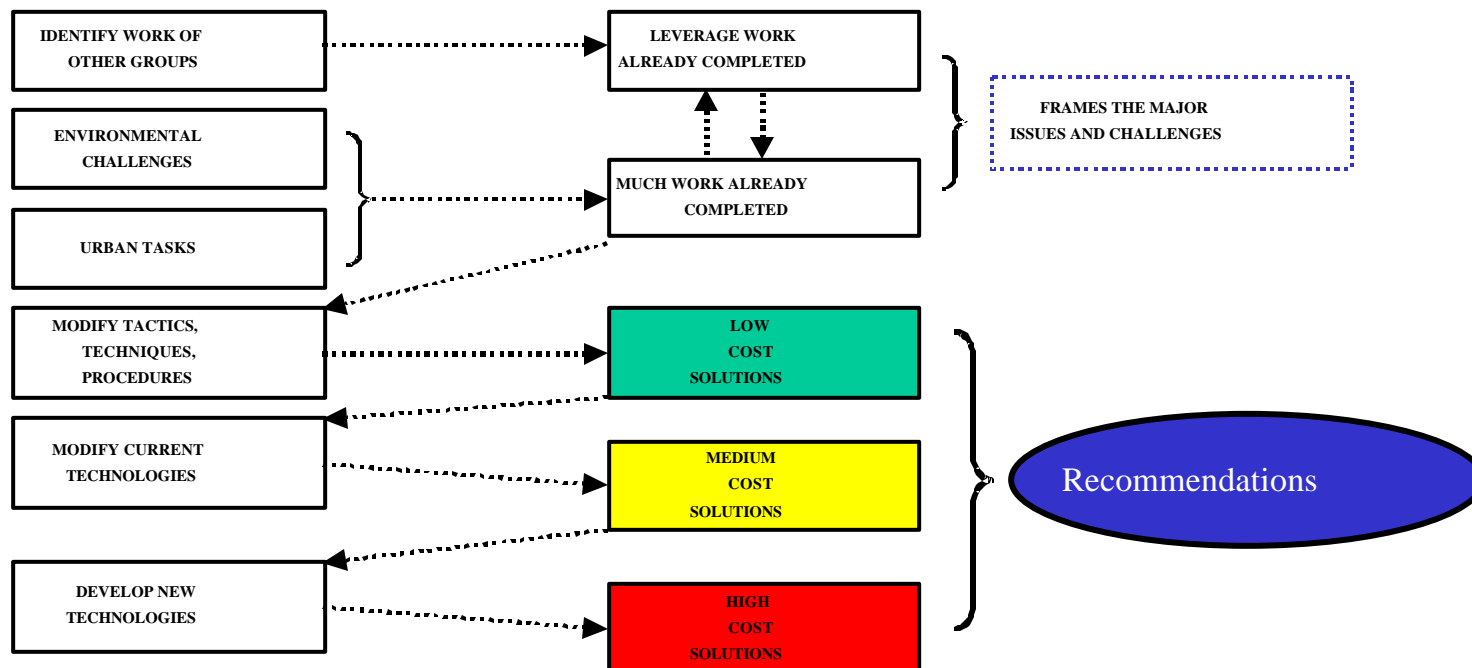 IDENTIFY WORK OF
OTHER GROUPS
LEVERAGE WORK
ALREADY COMPLETED
FRAMES THE MAJOR
ISSUES AND CHALLENGES
ENVIRONMENTAL
CHALLENGES
MUCH WORK ALREADY
COMPLETED
URBAN TASKS
MODIFY TACTICS,
TECHNIQUES,
PROCEDURES
LOW
COST
SOLUTIONS
MODIFY CURRENT
TECHNOLOGIES
MEDIUM
COST
SOLUTIONS
Recommendations
DEVELOP NEW
TECHNOLOGIES
HIGH
COST
SOLUTIONS